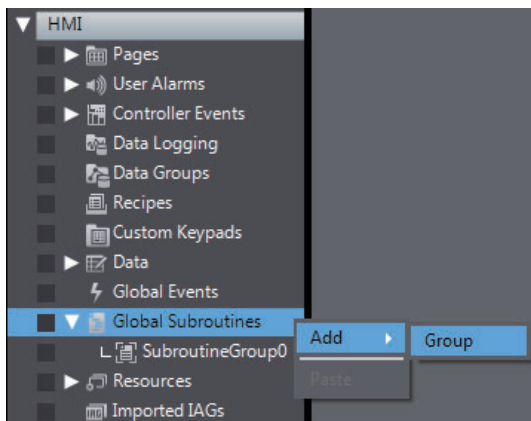 HMI
Pages
User Alarms
Controller Events
Data Logging
Data Groups
Recipes
Custom Keypads
Data
Global Events
Global Subroutines
Add
Group
SubroutineGroup0
Paste
Resources
Imported IAGs